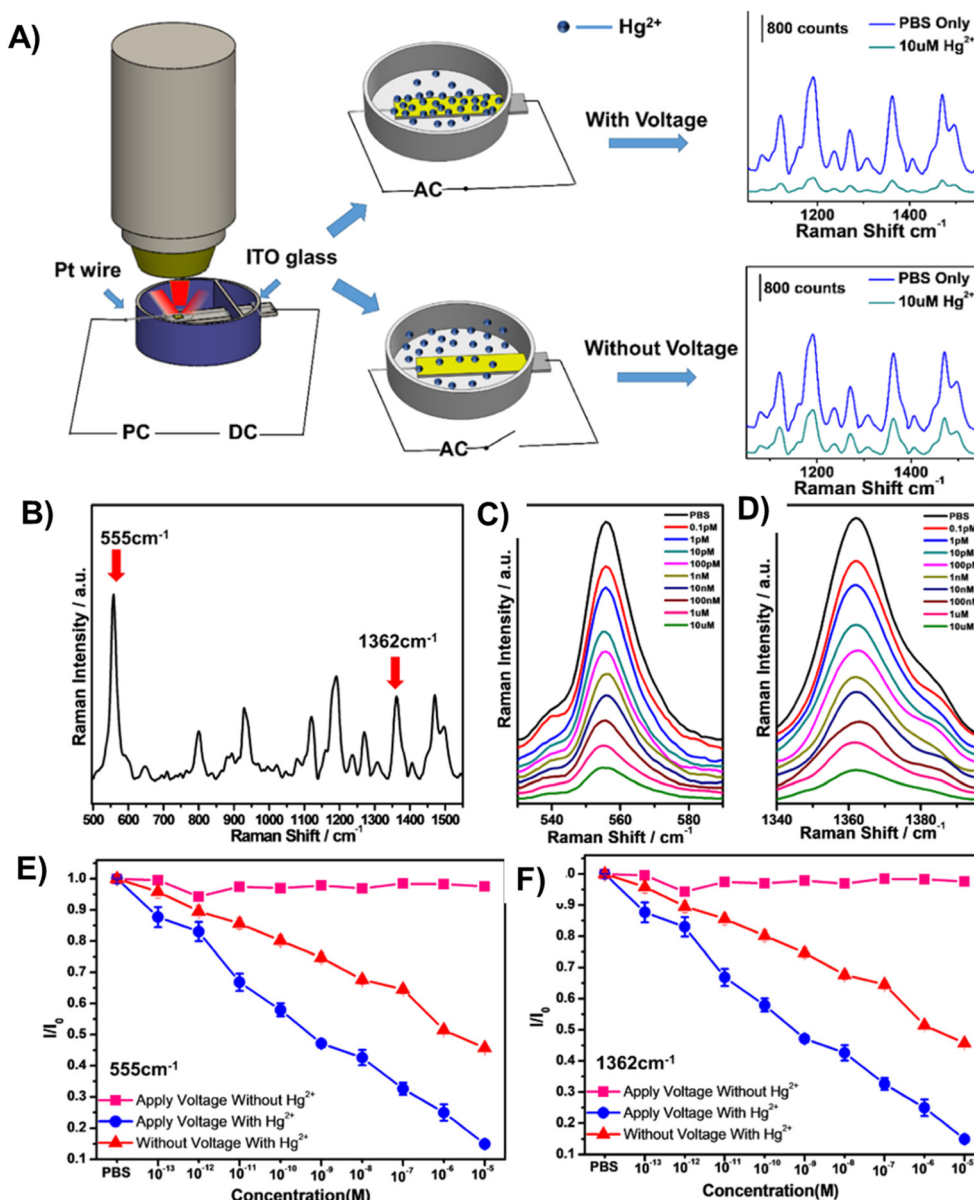 A)
Hg2+
With Voltage
AC
Pt wire
ITO glass
PC
DC
Without Voltage
AC
800 counts
PBS Only
10uM Hg2+
1200
1400
Raman Shift cm-1
800 counts
PBS Only
10uM Hg2+
1200
1400
Raman Shift cm-1
B)
555cm-1
1362cm-1
Raman Intensity / a.u.
500 600 700 800 900 1000 1100 1200 1300 1400 1500
Raman Shift / cm-1
C)
PBS
0.1pM
1pM
10pM
100pM
1nM
10nM
100nM
1uM
10uM
Raman Intensity / a.u.
540 560 580
Raman Shift / cm-1
D)
PBS
0.1pM
1pM
10pM
100pM
1nM
10nM
100nM
1uM
10uM
Raman Intensity / a.u.
1340 1360 1380
Raman Shift / cm-1
E)
1.0
0.9
0.8
0.7
0.6
0.5
0.4
0.3
0.2
0.1
I/I0
555cm-1
Apply Voltage Without Hg2+
Apply Voltage With Hg2+
Without Voltage With Hg2+
PBS 10-13 10-12 10-11 10-10 10-9 10-8 10-7 10-6 10-5
Concentration(M)
F)
.0
0.9
0.8
0.7
0.6
0.5
0.4
0.3
0.2
0.1
I/I0
1362cm-1
Apply Voltage Without Hg2+
Apply Voltage With Hg2+
Without Voltage With Hg2+
PBS 10-13 10-12 10-11 10-10 10-9 10-8 10-7 10-6 10-5
Concentration(M)